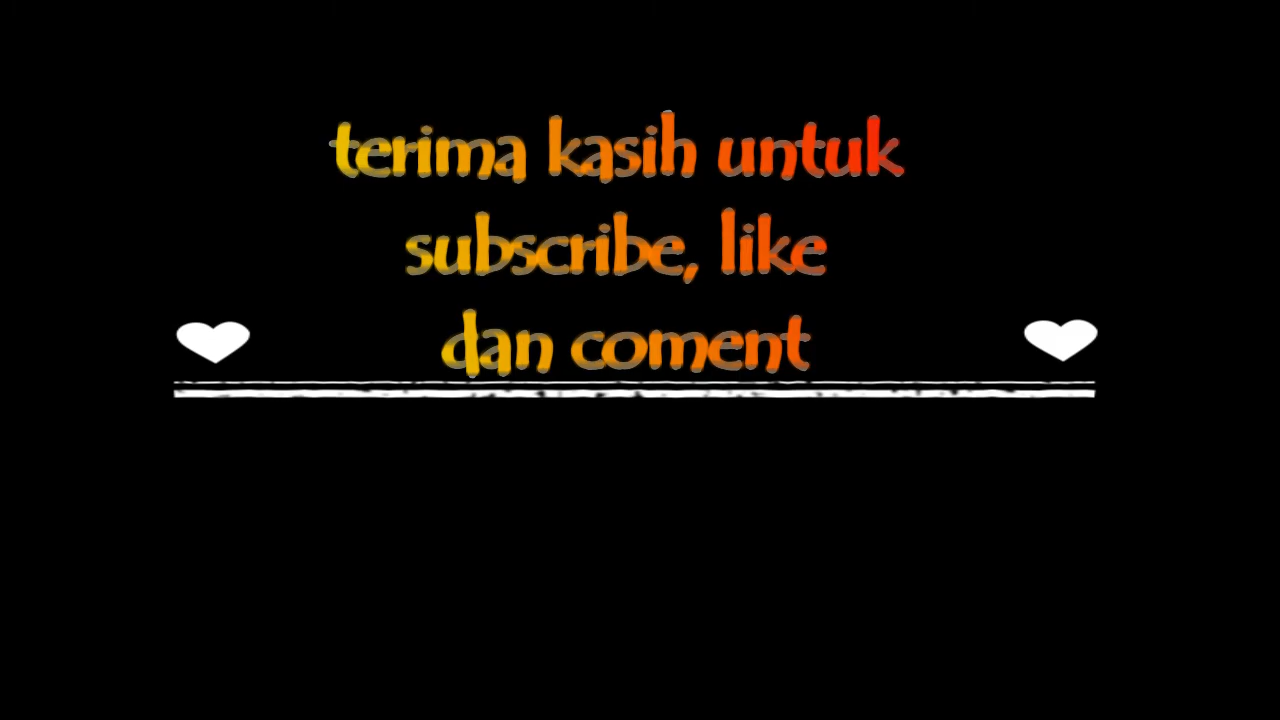 terima kasih untuk
subscribe, like
dan coment